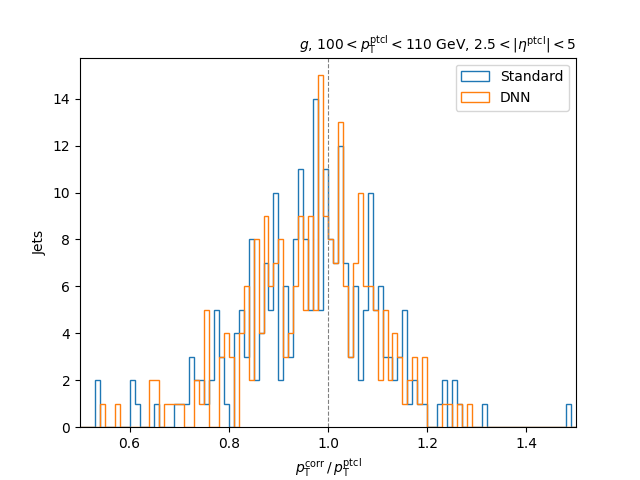 g, 100 < p_T^ptcl < 110 GeV, 2.5 < |η^ptcl| < 5
Standard
DNN
14
12
10
8
6
4
2
0
Jets
0.6 0.8 1.0 1.2 1.4
p_T^corr / p_T^ptcl